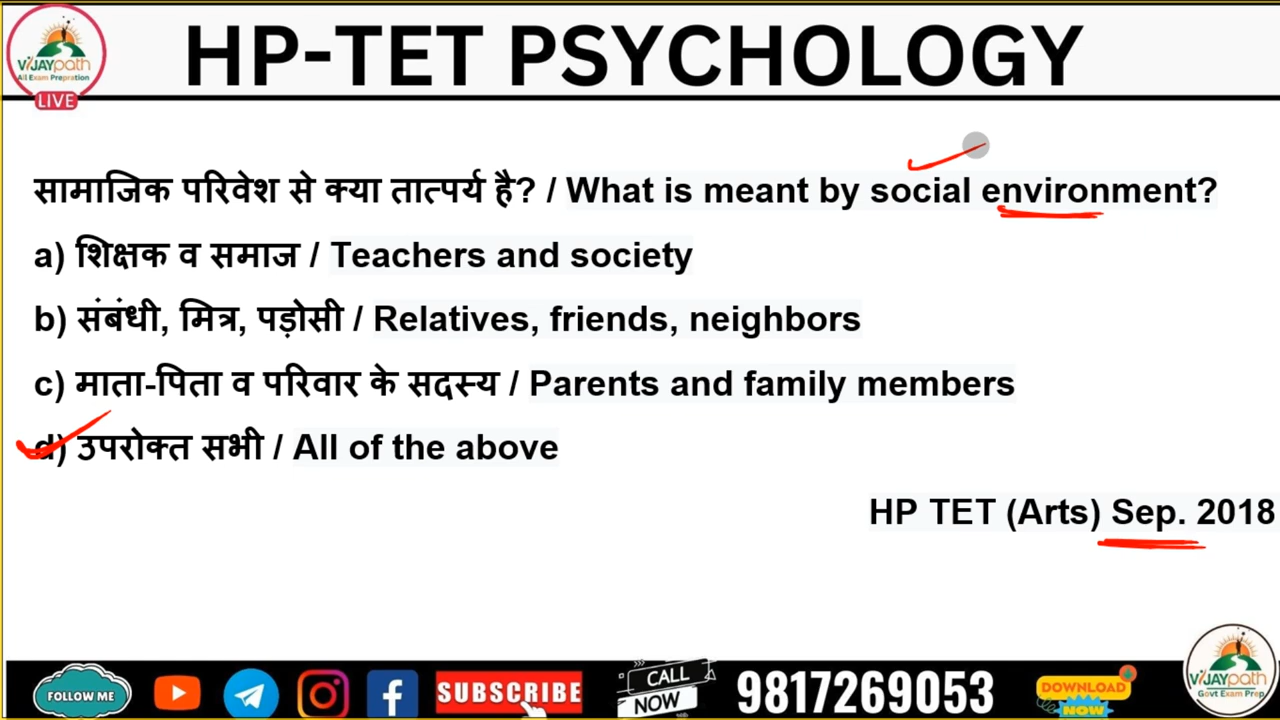 HP-TET PSYCHOLOGY
VIJAYpath
All Exam Prepration
LIVE
सामाजिक परिवेश से क्या तात्पर्य है? / What is meant by social environment?
a) शिक्षक व समाज / Teachers and society
b) संबंधी, मित्र, पड़ोसी / Relatives, friends, neighbors
c) माता-पिता व परिवार के सदस्य / Parents and family members
d) उपरोक्त सभी / All of the above
HP TET (Arts) Sep. 2018
FOLLOW ME
SUBSCRIBE
CALL
NOW
9817269053
DOWNLOAD
NOW
VIJAYpath
Govt Exam Prep